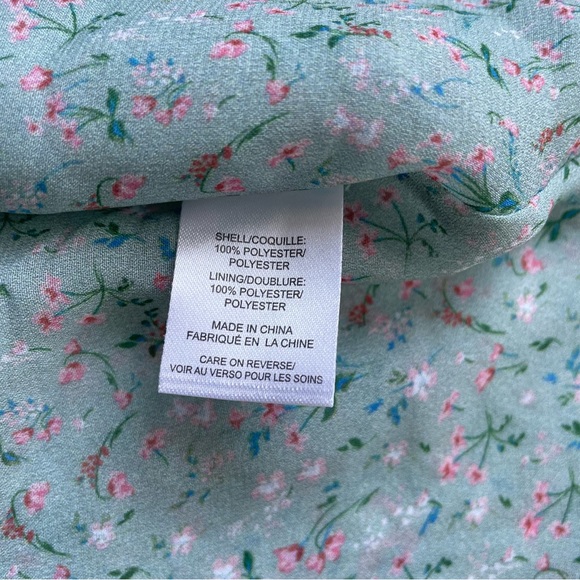 SHELL/COQUILLE:
100% POLYESTER/
POLYESTER
LINING/DOUBLURE:
100% POLYESTER/
POLYESTER
MADE IN CHINA
FABRIQUÉ EN LA CHINE
CARE ON REVERSE/
VOIR AU VERSO POUR LES SOINS